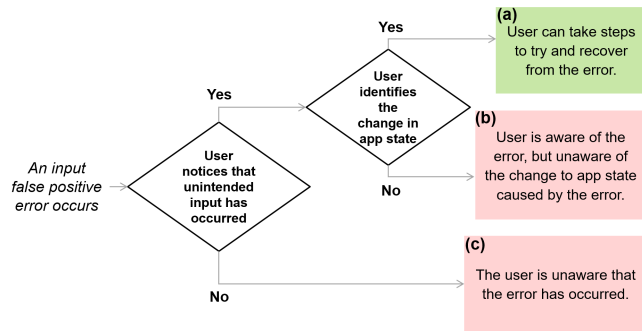 (a)
Yes
User can take steps
to try and recover
from the error.
User
identifies
the
change in
app state
Yes
(b)
User is aware of the
error, but unaware of
the change to app state
caused by the error.
No
An input
false positive
error occurs
User
notices that
unintended
input has
occurred
(c)
The user is unaware that
the error has occurred.
No